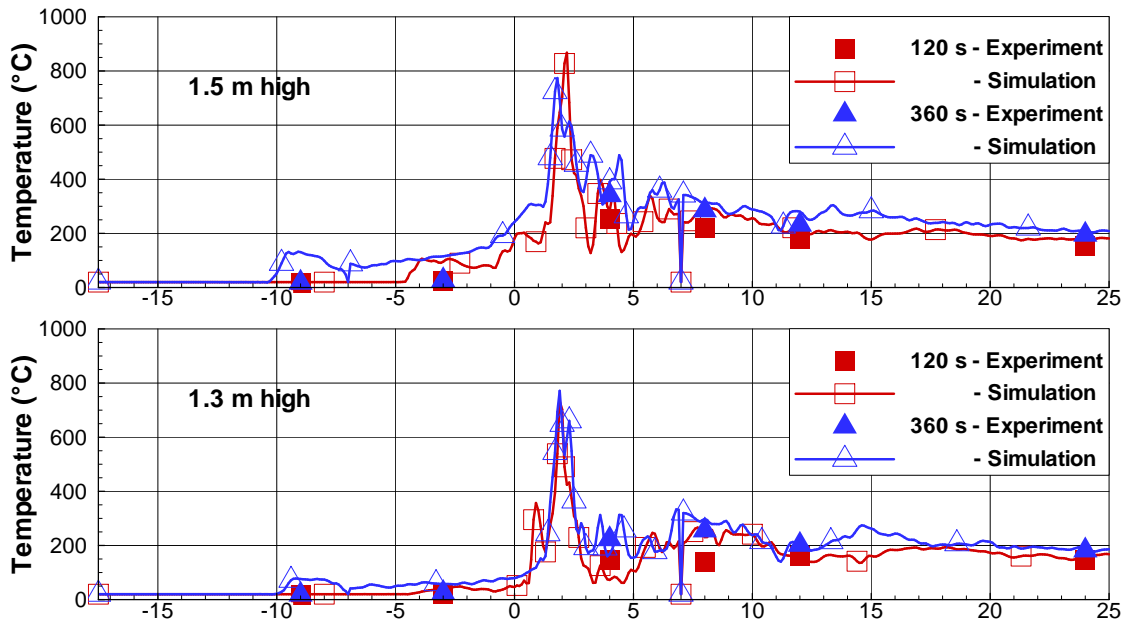 1000
800
600
400
200
0
Temperature (°C)
1.5 m high
120 s - Experiment
- Simulation
360 s - Experiment
- Simulation
-15 -10 -5 0 5 10 15 20 25
1000
800
600
400
200
0
Temperature (°C)
1.3 m high
120 s - Experiment
- Simulation
360 s - Experiment
- Simulation
-15 -10 -5 0 5 10 15 20 25